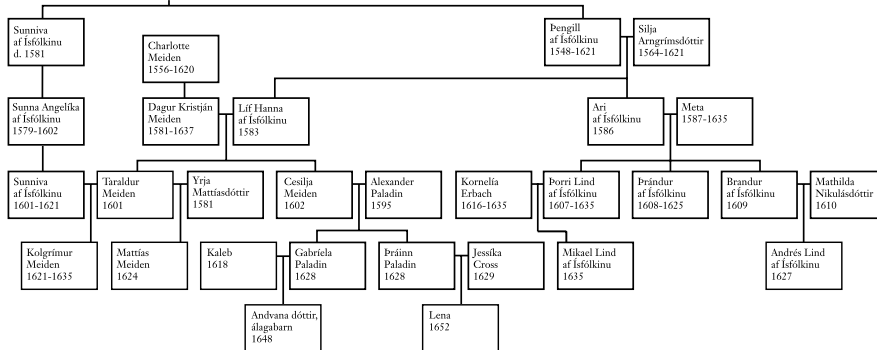 Sunniva
af Ísfólkinu
d. 1581
Charlotte
Meiden
1556-1620
Þengill
af Ísfólkinu
1548-1621
Silja
Arngrímsdóttir
1564-1621
Sunna Angelíka
af Ísfólkinu
1579-1602
Dagur Kristján
Meiden
1581-1637
Líf Hanna
af Ísfólkinu
1583
Ari
af Ísfólkinu
1586
Meta
1587-1635
Sunniva
af Ísfólkinu
1601-1621
Taraldur
Meiden
1601
Yrja
Mattíasdóttir
1581
Cesilja
Meiden
1602
Alexander
Paladín
1595
Kornelía
Erbach
1616-1635
Þorri Lind
af Ísfólkinu
1607-1635
Þrándur
af Ísfólkinu
1608-1625
Brandur
af Ísfólkinu
1609
Mathilda
Nikulásdóttir
1610
Kolgrímur
Meiden
1621-1635
Mattías
Meiden
1624
Kaleb
1618
Gabríela
Paladín
1628
Þráinn
Paladín
1628
Jessíka
Cross
1629
Mikael Lind
af Ísfólkinu
1635
Andrés Lind
af Ísfólkinu
1627
Andvana dóttir,
álagabarn
1648
Lena
1652